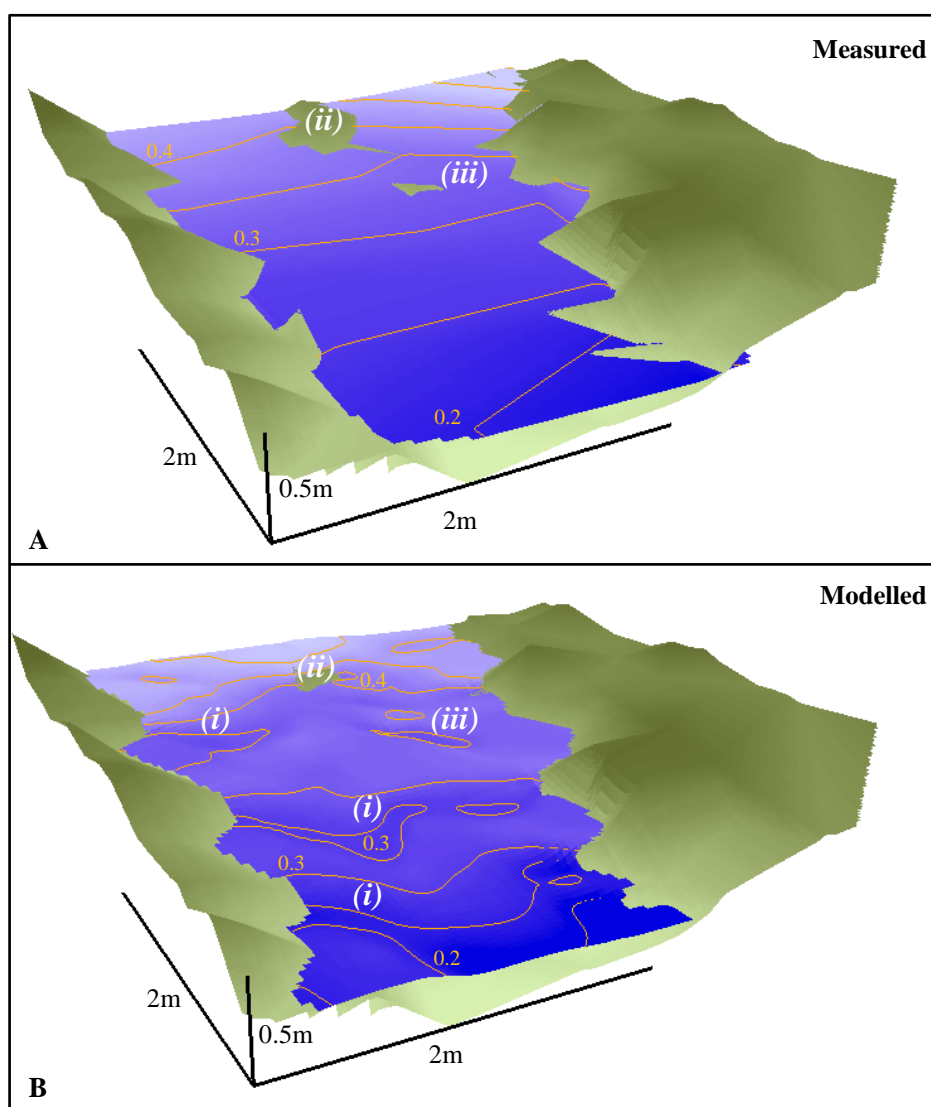 Measured
(ii)
0.4
(iii)
0.3
0.2
2m
0.5m
2m
A
Modelled
(ii)
0.4
(i)
(iii)
(i)
0.3
0.3
(i)
0.2
2m
0.5m
2m
B